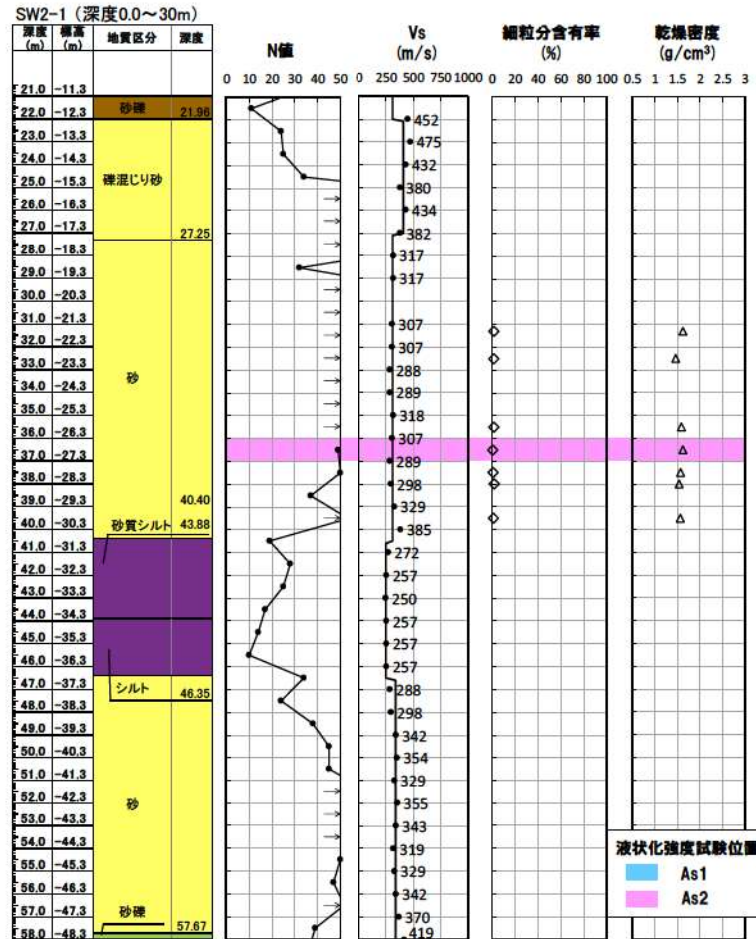 SW2-1（深度0.0～30m）
深度 標高 地質区分 深度 N値 Vs 細粒分含有率 乾燥密度
(m) (m) (m/s) (%) (g/cm³)
0 10 20 30 40 50 0 250 500 750 1000 0 20 40 60 80 100 0.5 1 1.5 2 2.5 3
21.0 -11.3
22.0 -12.3 砂礫 21.96 452
23.0 -13.3 475
24.0 -14.3 432
25.0 -15.3 礫混じり砂 380
26.0 -16.3 434
27.0 -17.3 27.25 382
28.0 -18.3 317
29.0 -19.3 317
30.0 -20.3
31.0 -21.3 307
32.0 -22.3 307
33.0 -23.3 砂 288
34.0 -24.3 289
35.0 -25.3 318
36.0 -26.3 307
37.0 -27.3 289
38.0 -28.3 298
39.0 -29.3 40.40 329
40.0 -30.3 砂質シルト 43.88 385
41.0 -31.3 272
42.0 -32.3 257
43.0 -33.3 250
44.0 -34.3 257
45.0 -35.3 257
46.0 -36.3 257
47.0 -37.3 シルト 46.35 288
48.0 -38.3 298
49.0 -39.3 342
50.0 -40.3 354
51.0 -41.3 329
52.0 -42.3 砂 355
53.0 -43.3 343
54.0 -44.3 319
55.0 -45.3 329
56.0 -46.3 342
57.0 -47.3 砂礫 370
58.0 -48.3 57.67 419
液状化強度試験位置
As1
As2